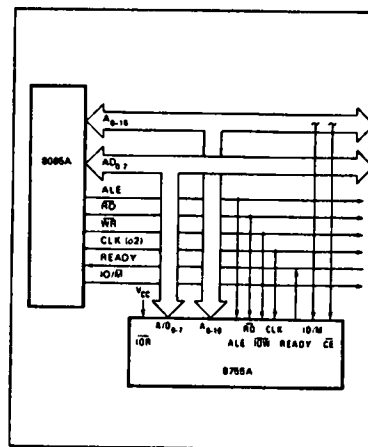 8085A
A8-15
AD0-7
ALE
RD
WR
CLK (ø2)
READY
IO/M
VCC
IOR
A/D0-7
A8-10
RD CLK IO/M
ALE IOW READY CE
8755A